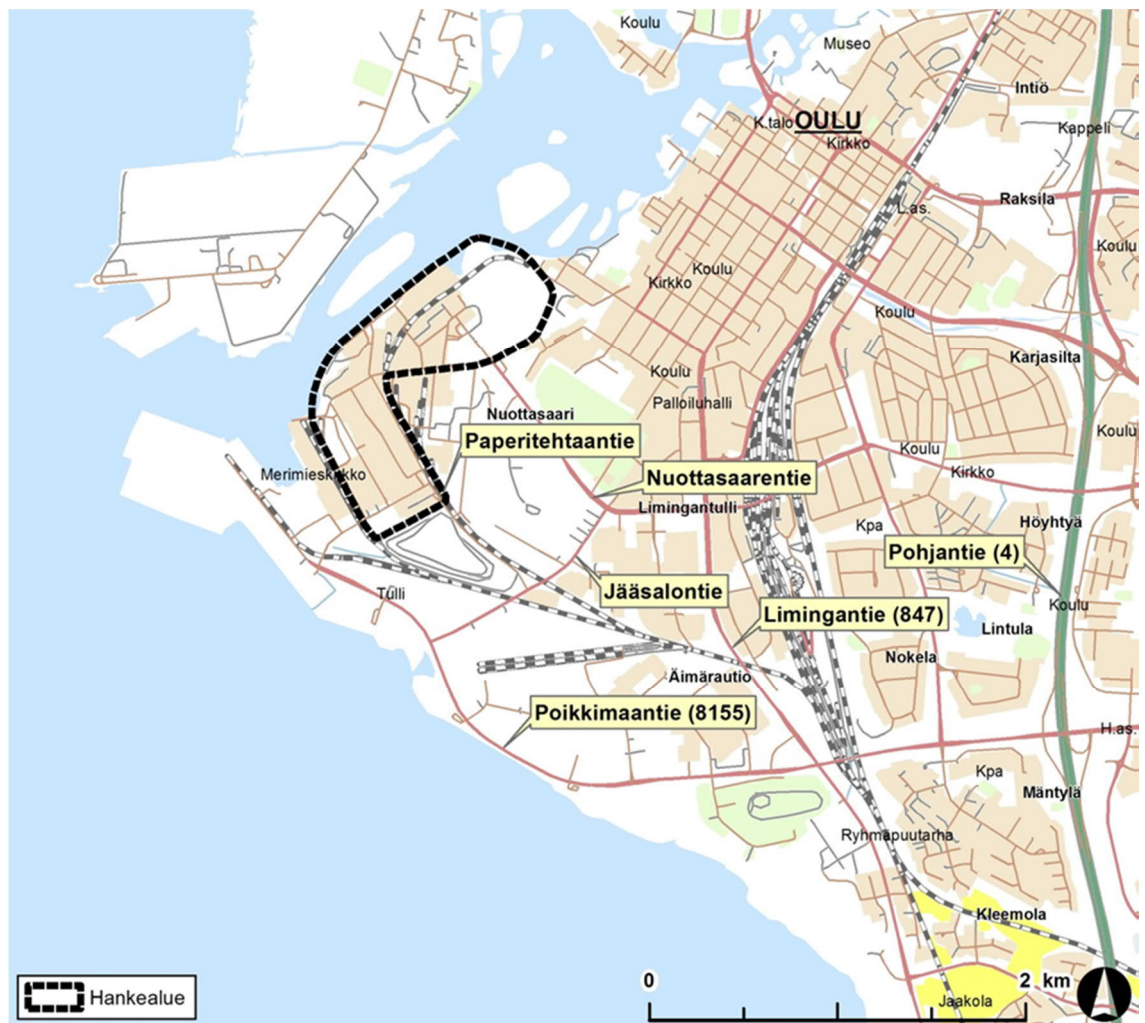 Koulu
Museo
Intiö
K.talo OULU
Kappeli
Kirkko
Raksila
L.as.
Koulu
Koulu
Kirkko
Koulu
Karjasilta
Koulu
Palloiluhalli
Nuottasaari
Koulu
Paperitehtaantie
Koulu
Merimieskirkko
Kirkko
Nuottasaarentie
Limingantulli
Kpa
Höyhtyä
Pohjantie (4)
Tulli
Jääsalontie
Koulu
Limingantie (847)
Lintula
Nokela
Äimärautio
Poikkimaantie (8155)
H.as.
Kpa
Mäntylä
Ryhmäpuutarha
Kleemola
0 2 km
Hankealue
Jaakola